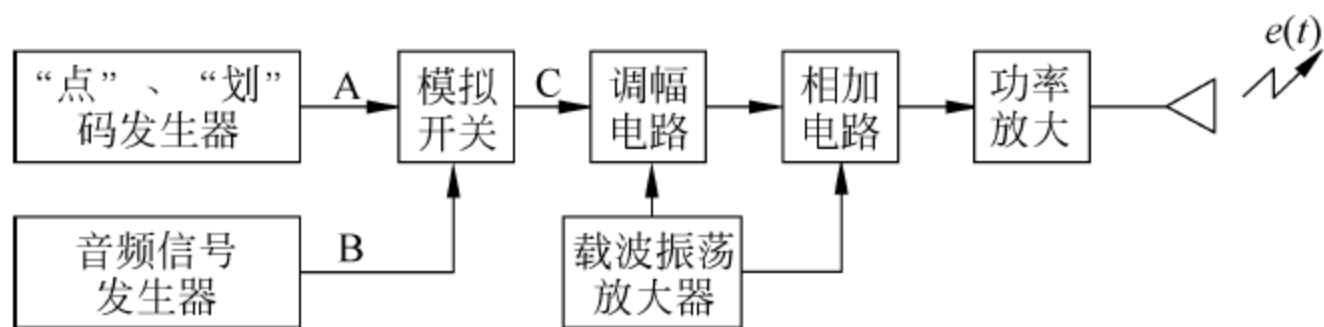 “点”、“划”
码发生器
A
模拟
开关
C
调幅
电路
相加
电路
功率
放大
e(t)
音频信号
发生器
B
载波振荡
放大器